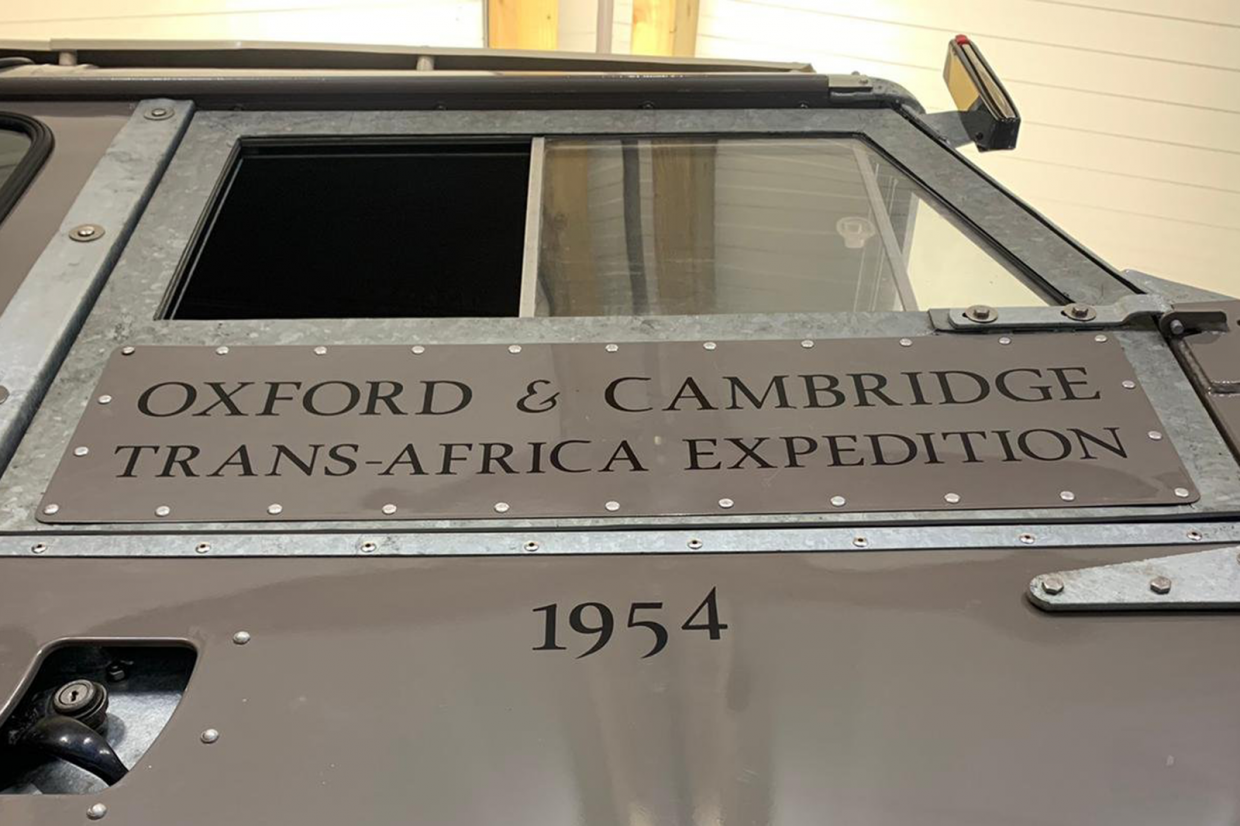 OXFORD & CAMBRIDGE
TRANS-AFRICA EXPEDITION
1954